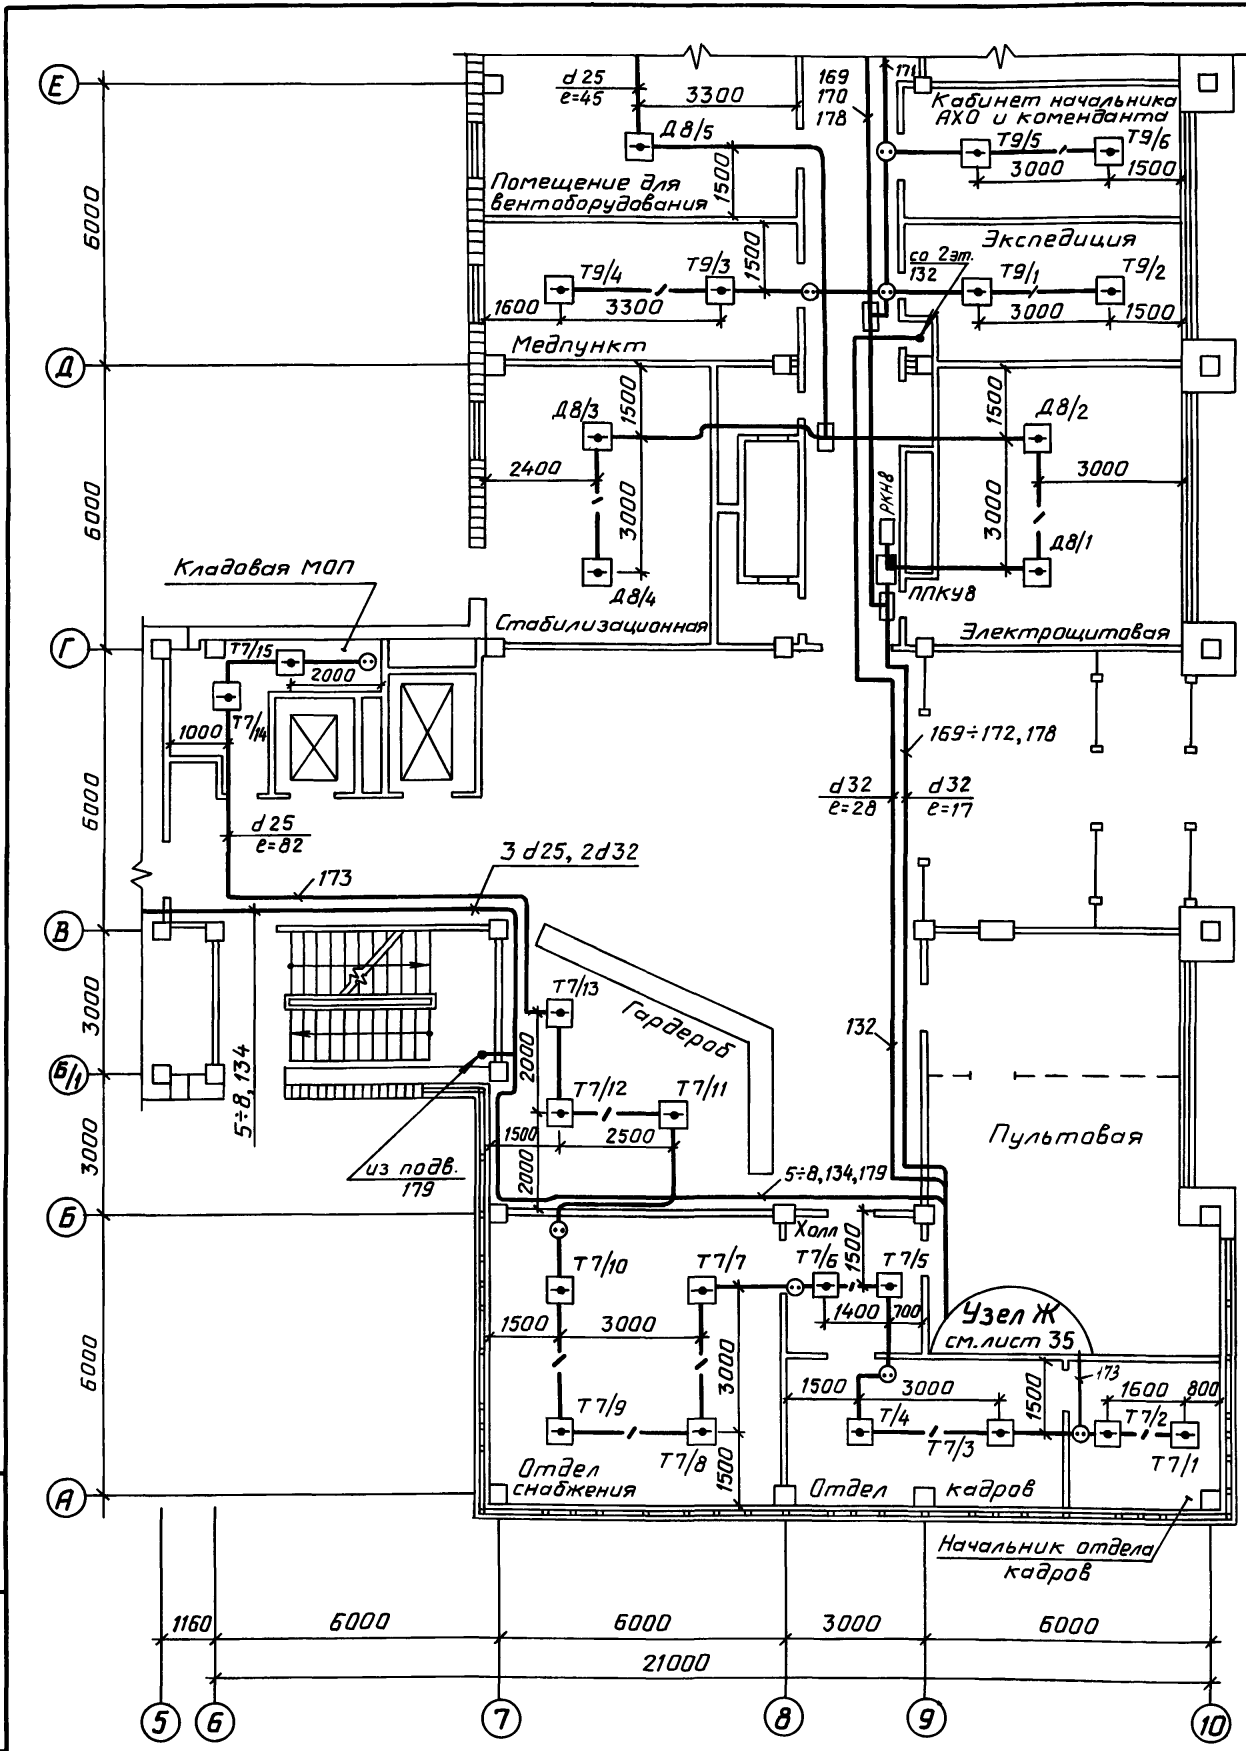 Е
d 25
е=45
3300
169
170
178
171
Кабинет начальника
АХО и коменданта
Д8/5
Т9/5
Т9/6
3000
1500
1500
Помещение для
вентоборудования
6000
Экспедиция
со 2эт.
132
Т9/4
Т9/3
1500
Т9/1
Т9/2
1600
3300
3000
1500
Медпункт
Д
Д8/3
1500
1500
Д8/2
2400
3000
3000
3000
РКН8
6000
Д8/4
Д8/1
ППКУ8
Кладовая МОП
Стабилизационная
Электрощитовая
Г
Т7/15
2000
1000
Т7/14
169÷172,178
6000
d 32
е=28
d 32
е=17
d 25
е=82
3 d25, 2d32
173
В
Т7/13
Гардероб
132
3000
2000
Б/1
5÷8, 134
Т7/12
Т7/11
1500
2500
Пультовая
3000
2000
из подв.
179
5÷8,134,179
Б
Холл
Т7/10
Т7/7
Т7/6
1500
Т7/5
1500
3000
1400
700
Узел Ж
см.лист 35
6000
3000
1500
3000
1500
173
1600
800
Т7/9
Т7/8
Т/4
Т7/3
Т7/2
Т7/1
1500
Отдел
снабжения
Отдел кадров
А
Начальник отдела
кадров
1160
6000
6000
3000
6000
21000
5
6
7
8
9
10